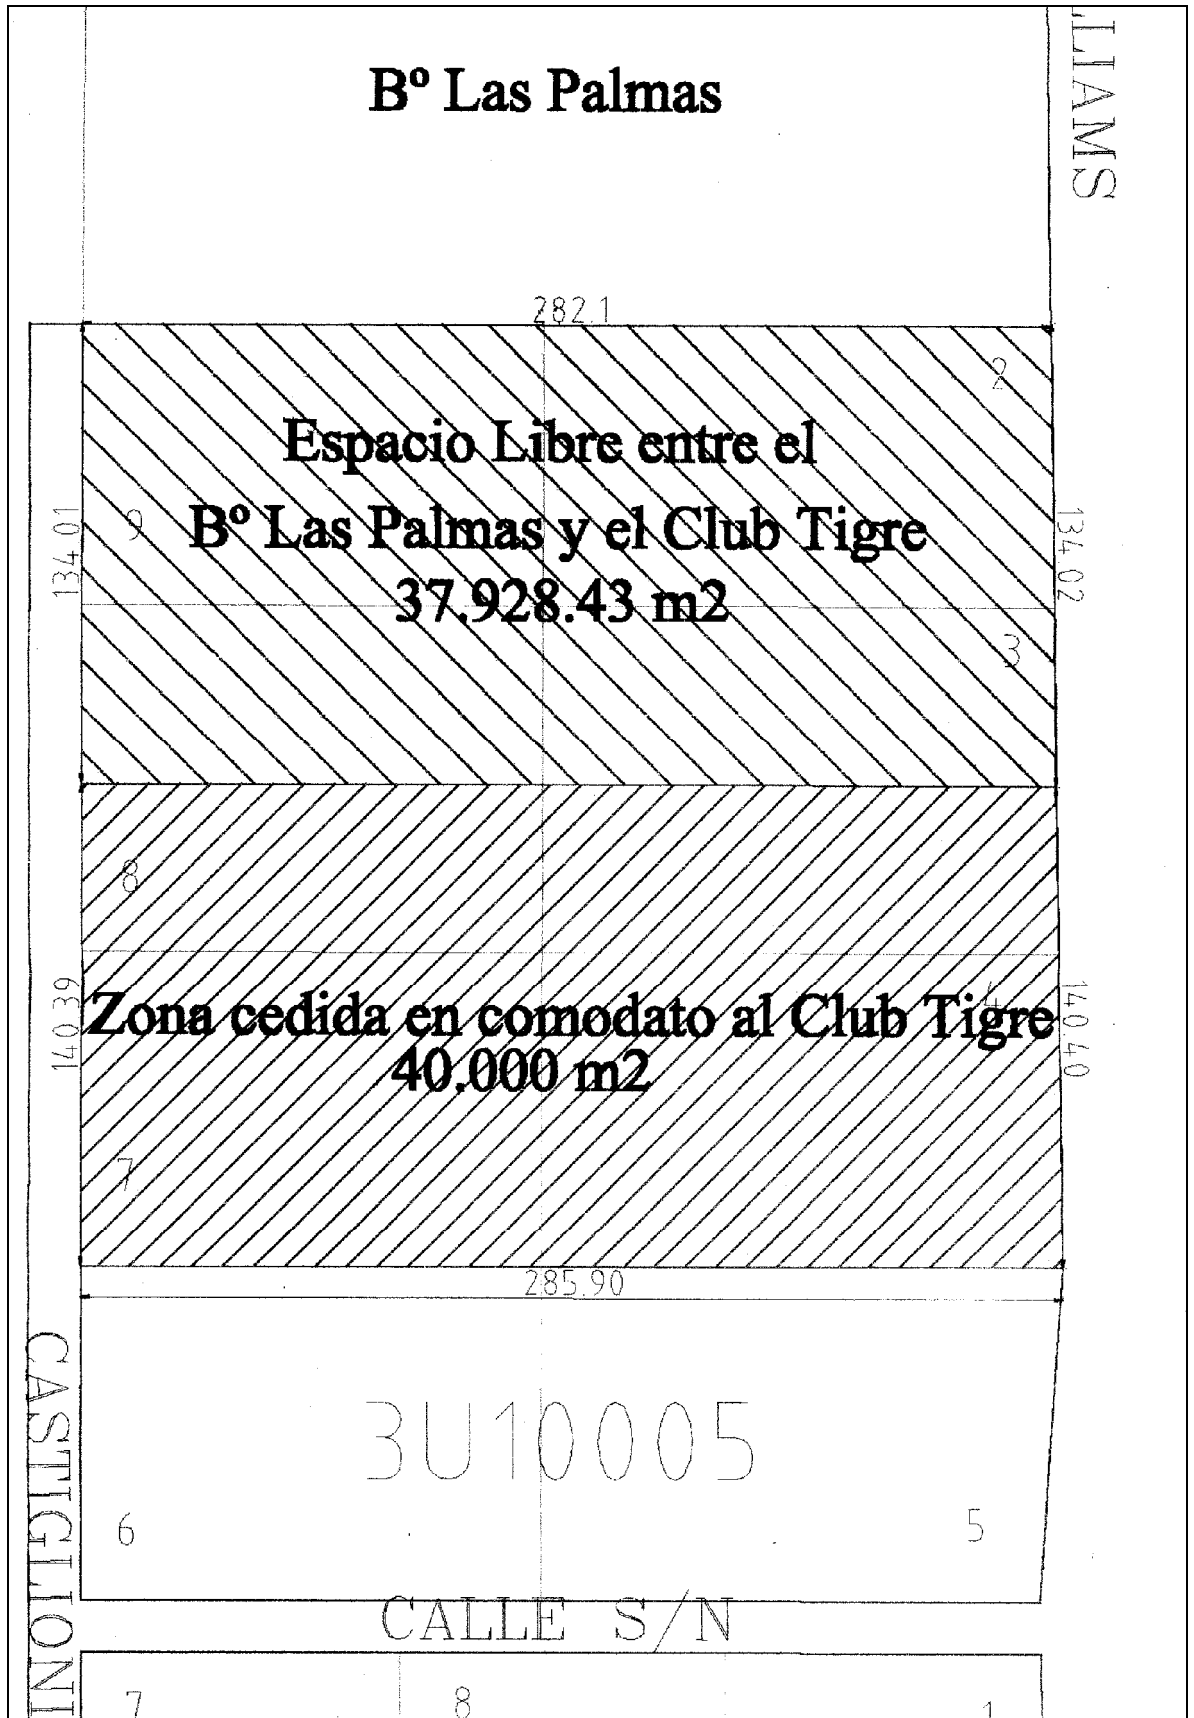 Bº Las Palmas
LLIAMS
282.1
2
Espacio Libre entre el
9
Bº Las Palmas y el Club Tigre
134.01
134.02
37.928.43 m2
3
8
4
140.39
140.40
Zona cedida en comodato al Club Tigre
40.000 m2
7
285.90
CASTIGLIONI
3U10005
6
5
CALLE S/N
7
8
1